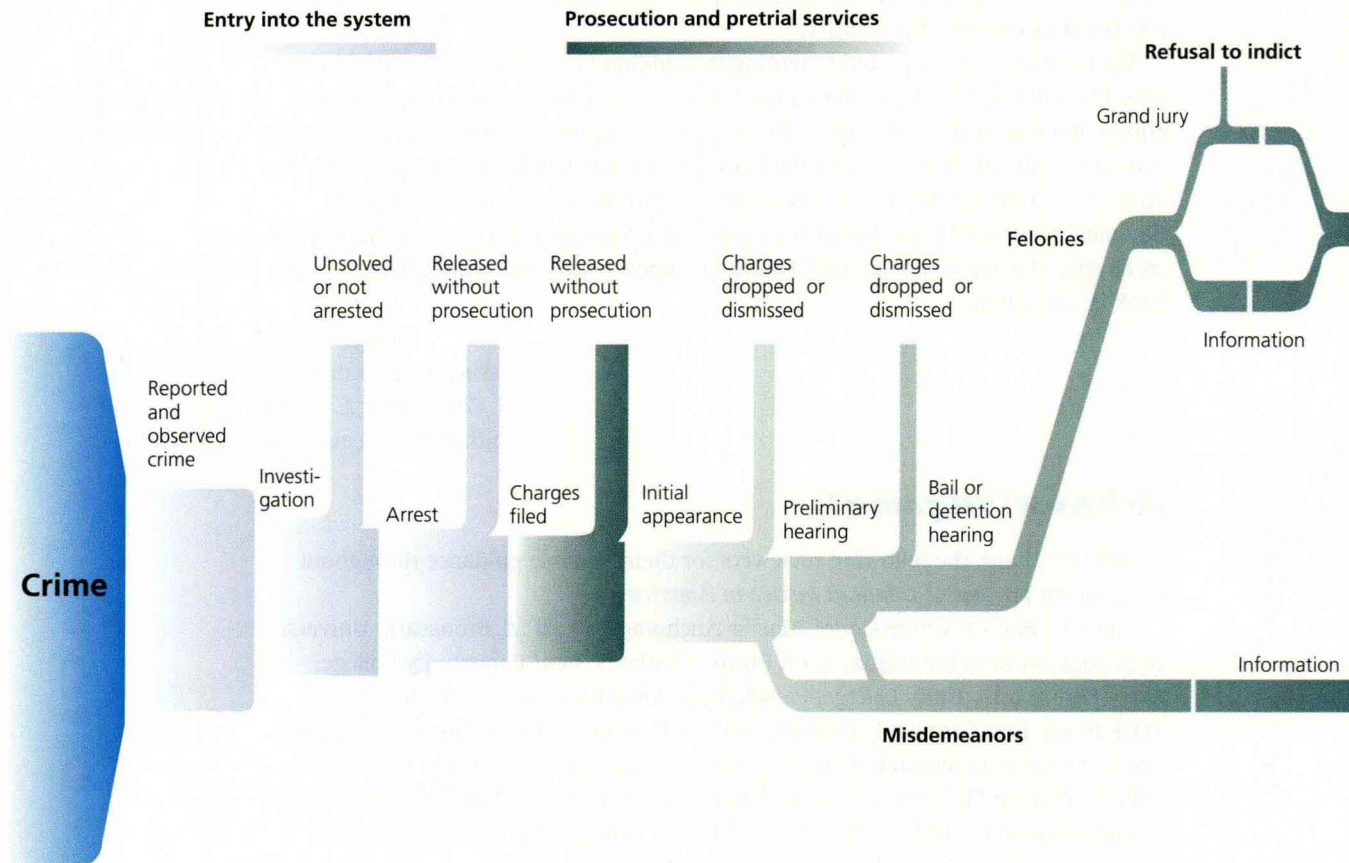 Entry into the system
Prosecution and pretrial services
Refusal to indict
Grand jury
Felonies
Information
Unsolved
or not
arrested
Released
without
prosecution
Released
without
prosecution
Charges
dropped or
dismissed
Charges
dropped or
dismissed
Reported
and
observed
crime
Investi-
gation
Arrest
Charges
filed
Initial
appearance
Preliminary
hearing
Bail or
detention
hearing
Crime
Information
Misdemeanors